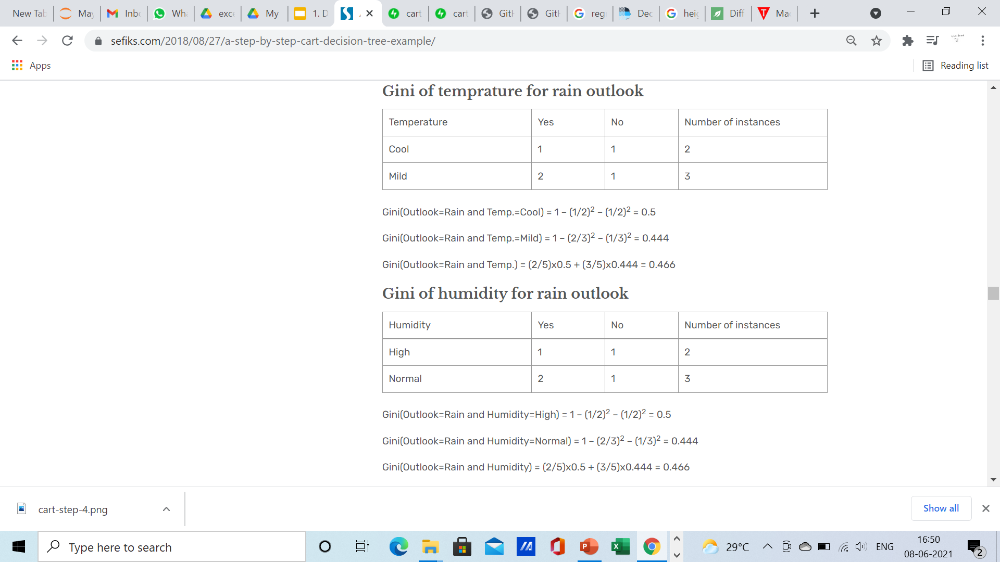 New Tab
May
Inbo
Wha
exce
My
1. D
cart
cart
GitH
GitH
regi
Dec
heig
Diff
Mac
sefiks.com/2018/08/27/a-step-by-step-cart-decision-tree-example/
Apps
Reading list
Gini of temprature for rain outlook
Temperature Yes No Number of instances
Cool 1 1 2
Mild 2 1 3
Gini(Outlook=Rain and Temp.=Cool) = 1 – (1/2)² – (1/2)² = 0.5
Gini(Outlook=Rain and Temp.=Mild) = 1 – (2/3)² – (1/3)² = 0.444
Gini(Outlook=Rain and Temp.) = (2/5)x0.5 + (3/5)x0.444 = 0.466
Gini of humidity for rain outlook
Humidity Yes No Number of instances
High 1 1 2
Normal 2 1 3
Gini(Outlook=Rain and Humidity=High) = 1 – (1/2)² – (1/2)² = 0.5
Gini(Outlook=Rain and Humidity=Normal) = 1 – (2/3)² – (1/3)² = 0.444
Gini(Outlook=Rain and Humidity) = (2/5)x0.5 + (3/5)x0.444 = 0.466
cart-step-4.png
Show all
Type here to search
29°C
ENG
16:50
08-06-2021
2